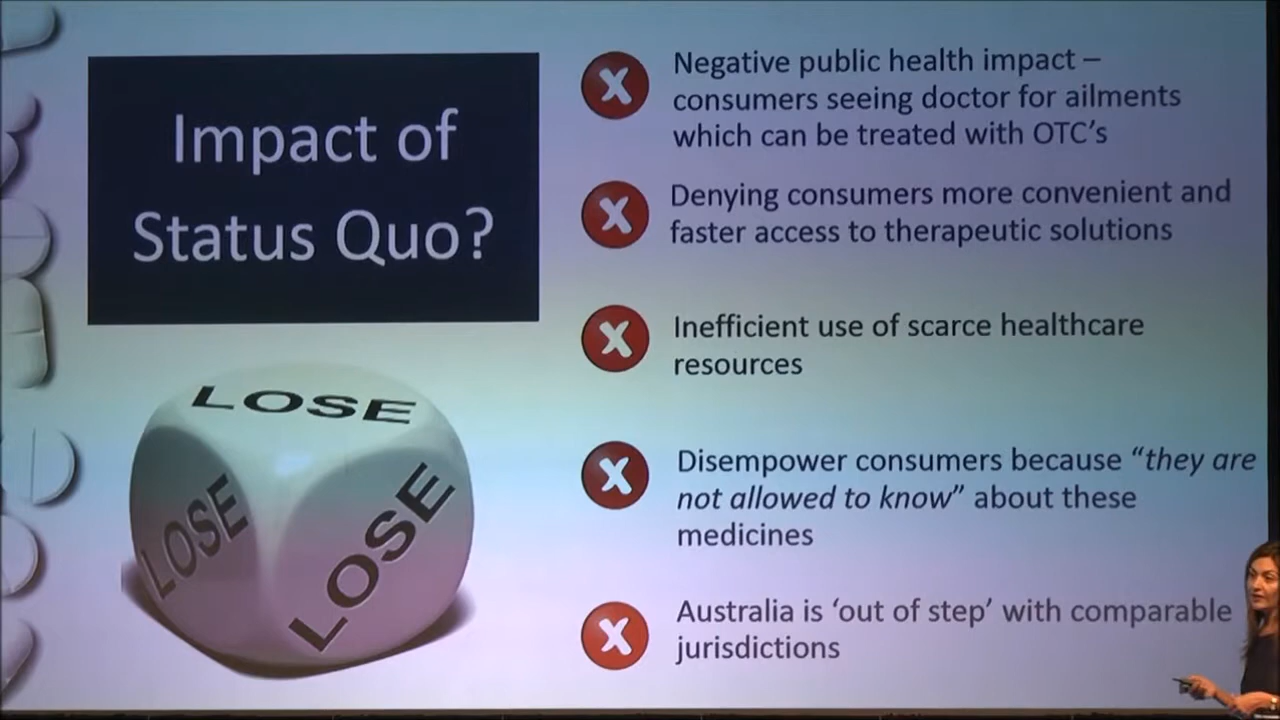 Impact of
Status Quo?
LOSE
LOSE
LOSE
Negative public health impact –
consumers seeing doctor for ailments
which can be treated with OTC's
Denying consumers more convenient and
faster access to therapeutic solutions
Inefficient use of scarce healthcare
resources
Disempower consumers because “they are
not allowed to know” about these
medicines
Australia is ‘out of step’ with comparable
jurisdictions